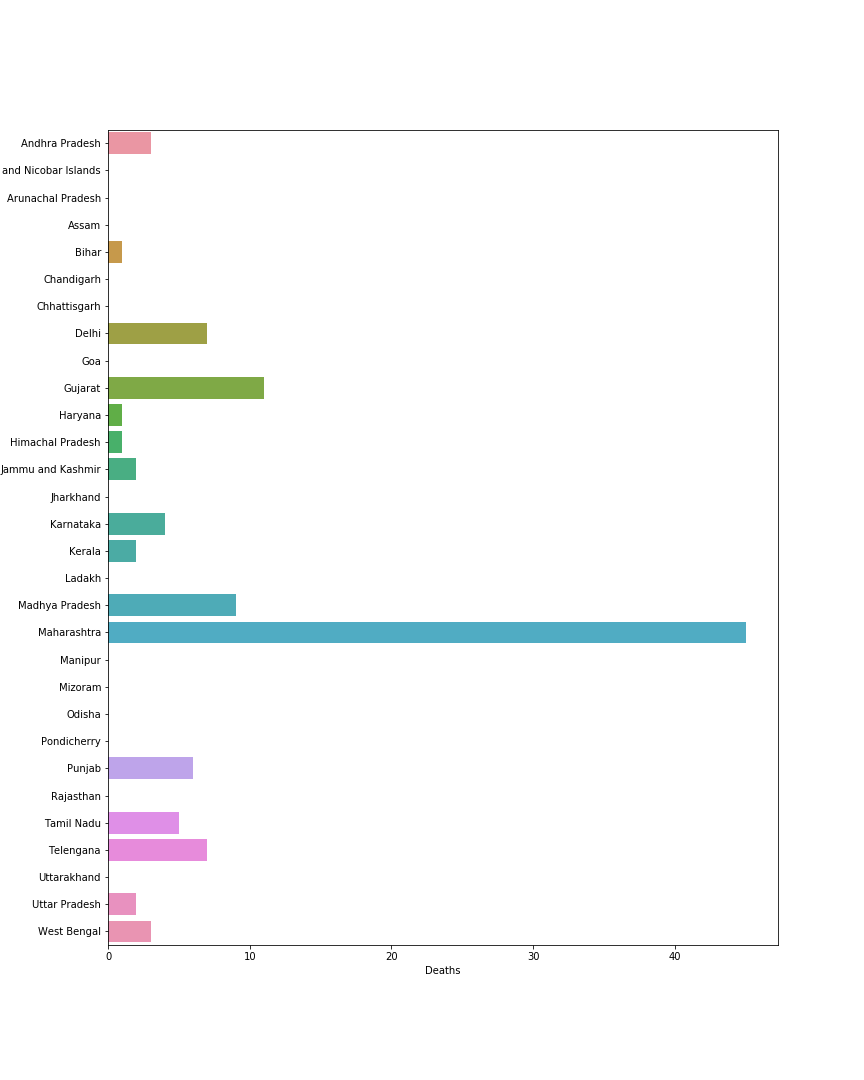 Andhra Pradesh
and Nicobar Islands
Arunachal Pradesh
Assam
Bihar
Chandigarh
Chhattisgarh
Delhi
Goa
Gujarat
Haryana
Himachal Pradesh
Jammu and Kashmir
Jharkhand
Karnataka
Kerala
Ladakh
Madhya Pradesh
Maharashtra
Manipur
Mizoram
Odisha
Pondicherry
Punjab
Rajasthan
Tamil Nadu
Telengana
Uttarakhand
Uttar Pradesh
West Bengal
0 10 20 30 40
Deaths